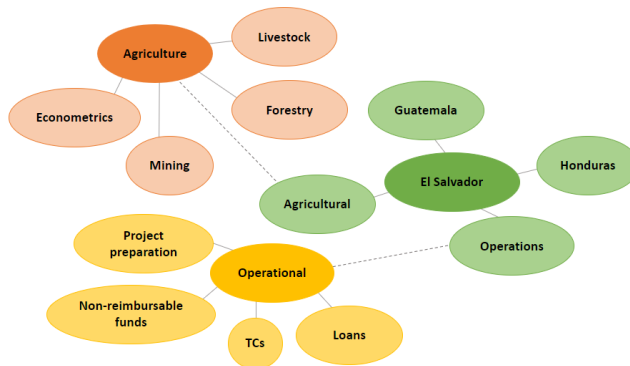 Livestock
Agriculture
Econometrics
Forestry
Guatemala
Mining
Honduras
El Salvador
Agricultural
Project
preparation
Operations
Operational
Non-reimbursable
funds
TCs
Loans